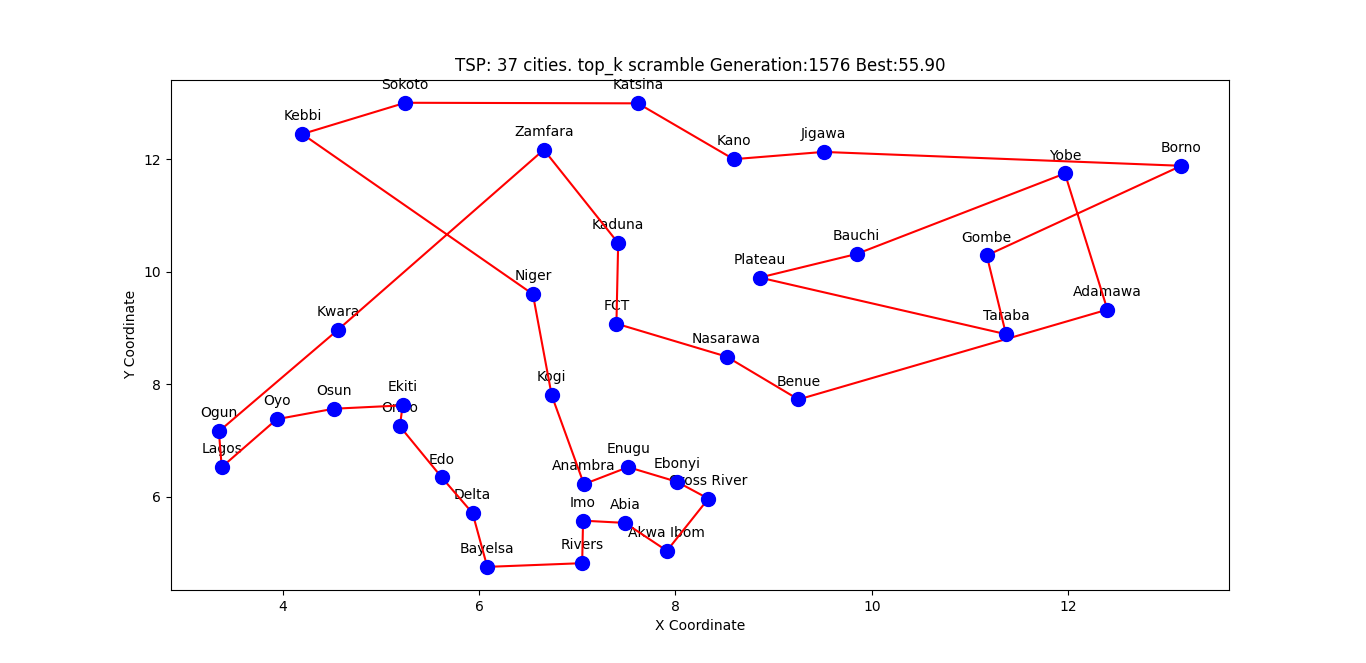 TSP: 37 cities. top_k scramble Generation:1576 Best:55.90
Sokoto
Katsina
Kebbi
Zamfara
Kano
Jigawa
Yobe
Borno
12
Kaduna
Bauchi
Gombe
Plateau
10
Niger
FCT
Adamawa
Kwara
Nasarawa
Taraba
Y Coordinate
Kogi
Benue
8
Ekiti
Osun
Oyo
Ogun
Lagos
Edo
Enugu
Anambra
Ebonyi
River
6
Delta
Imo
Abia
Akwa Ibom
Bayelsa
Rivers
4
6
8
10
12
X Coordinate